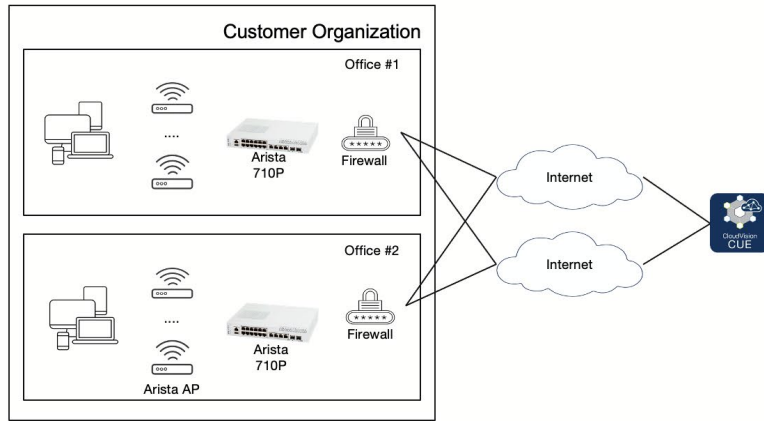 Customer Organization
Office #1
....
Arista
710P
Firewall
Internet
CloudVision
CUE
Office #2
Internet
....
Arista
710P
Firewall
Arista AP